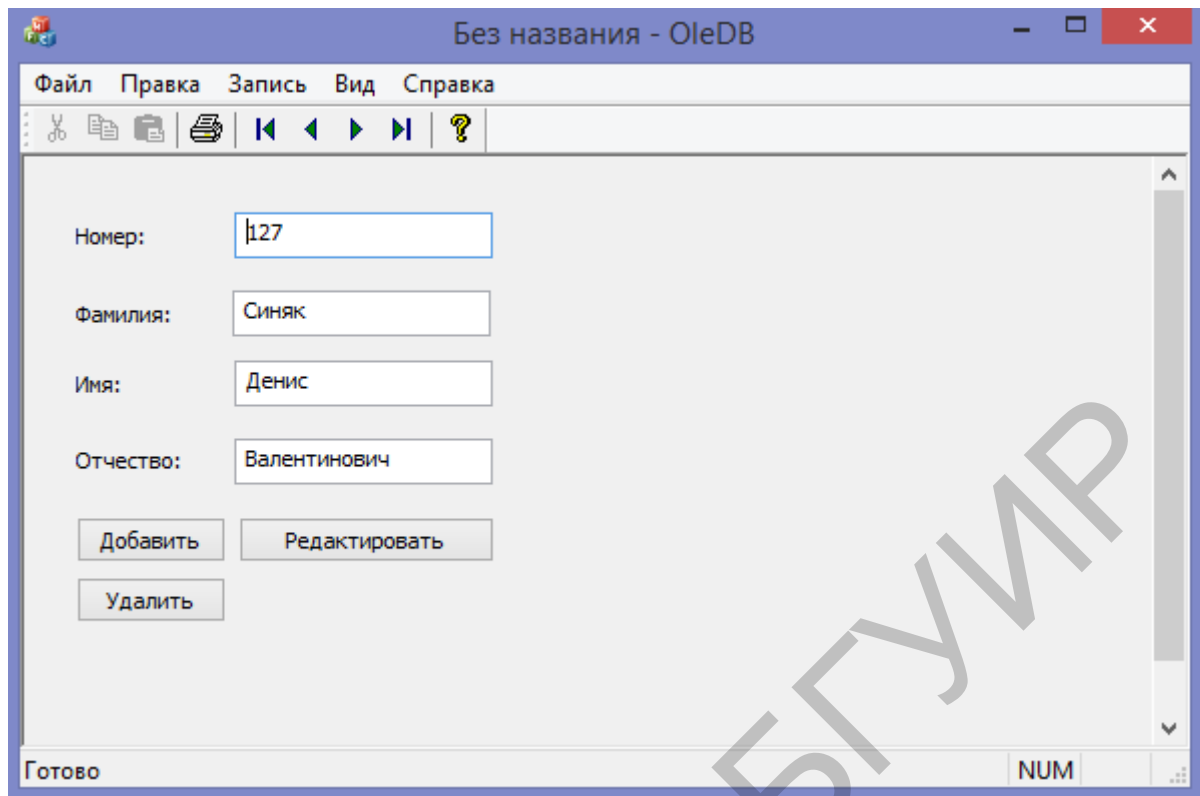 Без названия - OleDB
Файл Правка Запись Вид Справка
Номер: 127
Фамилия: Синяк
Имя: Денис
Отчество: Валентинович
Добавить Редактировать
Удалить
БГУИР
Готово NUM